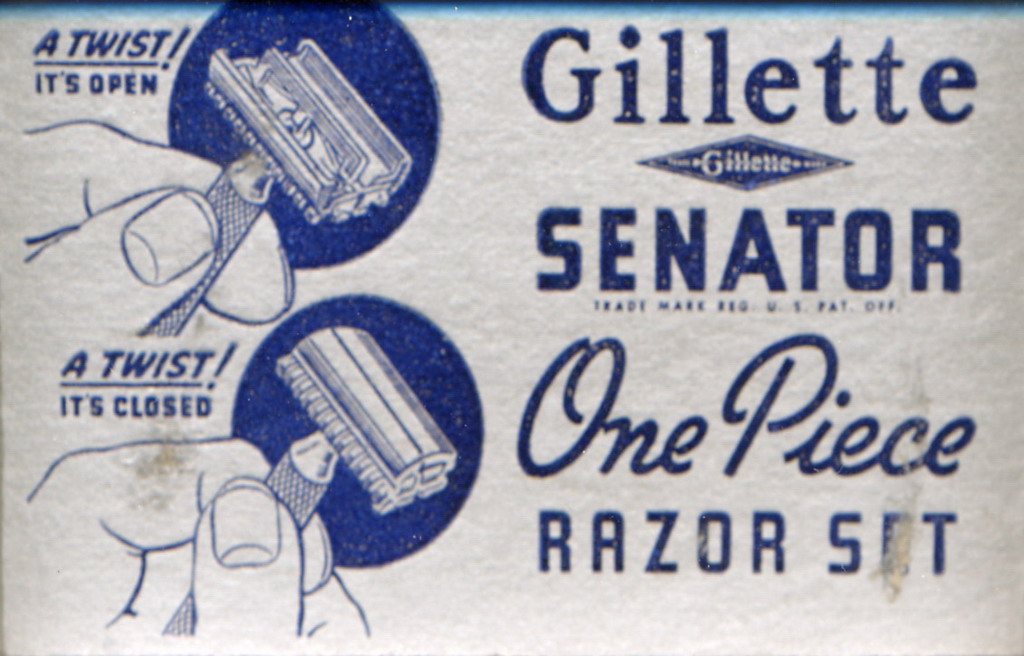 A TWIST!
IT'S OPEN
A TWIST!
IT'S CLOSED
Gillette
Gillette
SENATOR
TRADE MARK REG. U. S. PAT. OFF.
One Piece
RAZOR SET